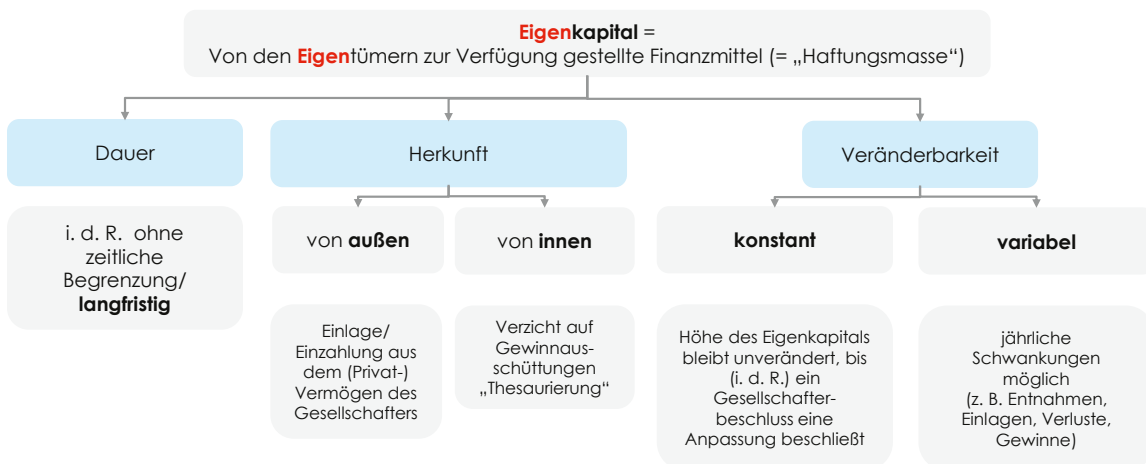 Eigenkapital =
Von den Eigentümern zur Verfügung gestellte Finanzmittel (= „Haftungsmasse“)
Dauer
i. d. R. ohne
zeitliche
Begrenzung/
langfristig
Herkunft
von außen
Einlage/
Einzahlung aus
dem (Privat-)
Vermögen des
Gesellschafters
von innen
Verzicht auf
Gewinnaus-
schüttungen
„Thesaurierung“
Veränderbarkeit
konstant
Höhe des Eigenkapitals
bleibt unverändert, bis
(i. d. R.) ein
Gesellschafter-
beschluss eine
Anpassung beschließt
variabel
jährliche
Schwankungen
möglich
(z. B. Entnahmen,
Einlagen, Verluste,
Gewinne)